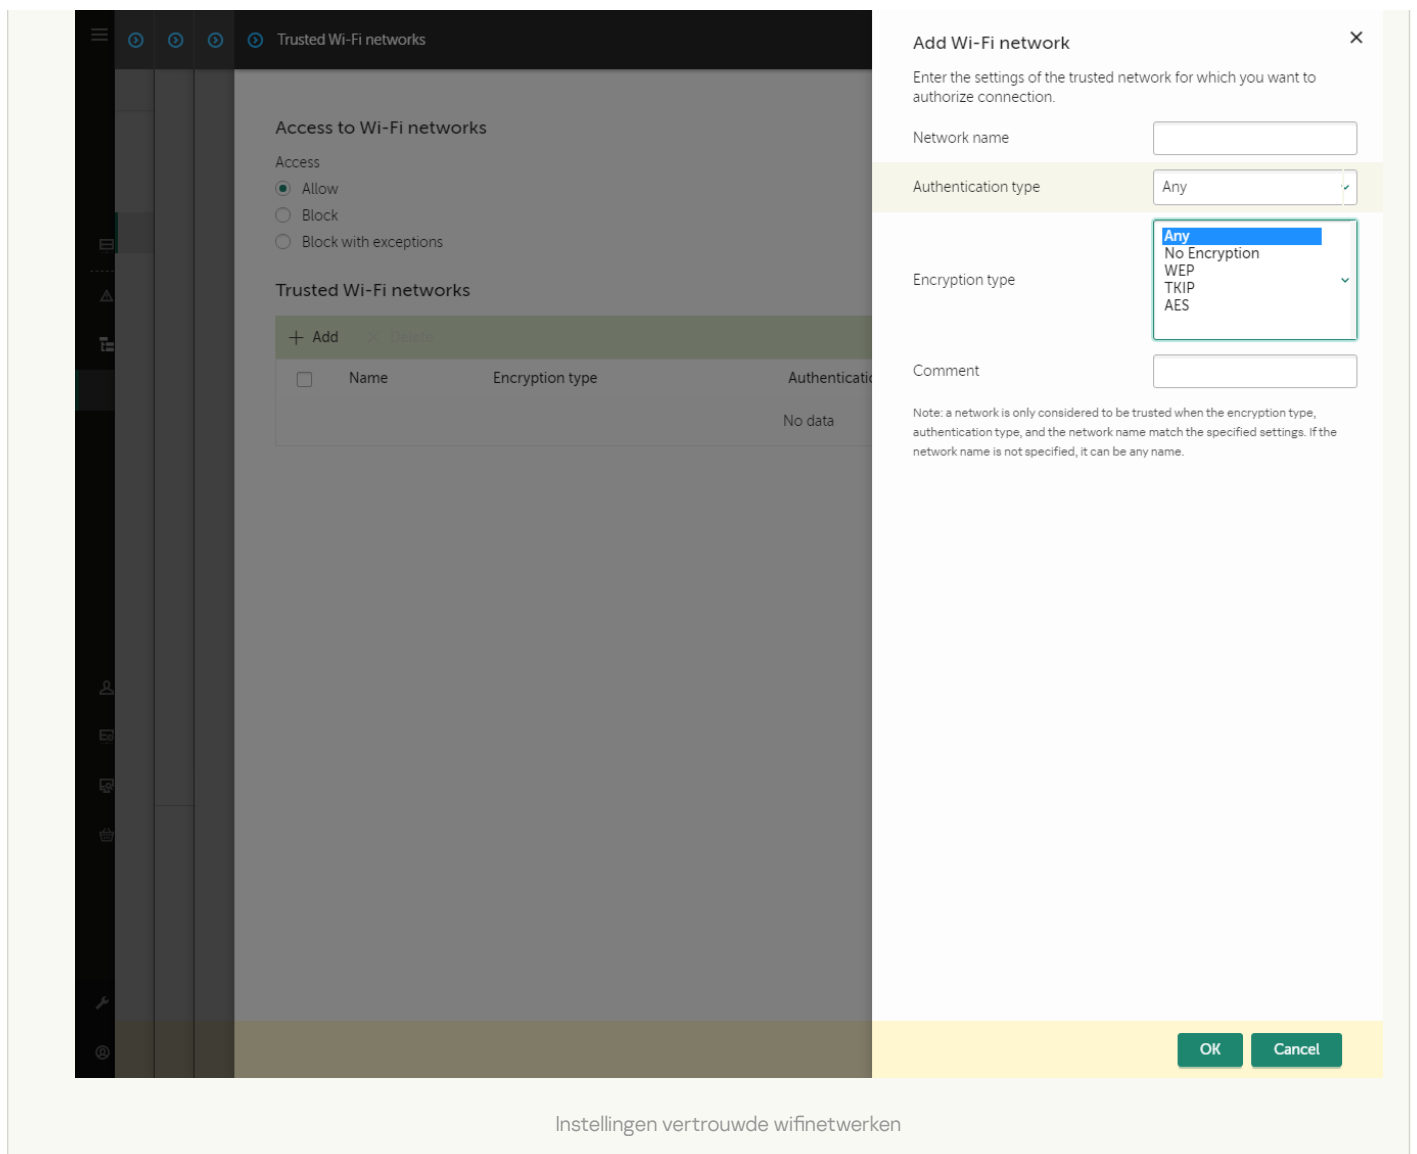 Trusted Wi-Fi networks
Access to Wi-Fi networks
Access
Allow
Block
Block with exceptions
Trusted Wi-Fi networks
Add
Delete
Name
Encryption type
Authenticatic
No data
Add Wi-Fi network
Enter the settings of the trusted network for which you want to
authorize connection.
Network name
Authentication type
Any
Encryption type
Any
No Encryption
WEP
TKIP
AES
Comment
Note: a network is only considered to be trusted when the encryption type,
authentication type, and the network name match the specified settings. If the
network name is not specified, it can be any name.
OK
Cancel
Instellingen vertrouwde wifinetwerken